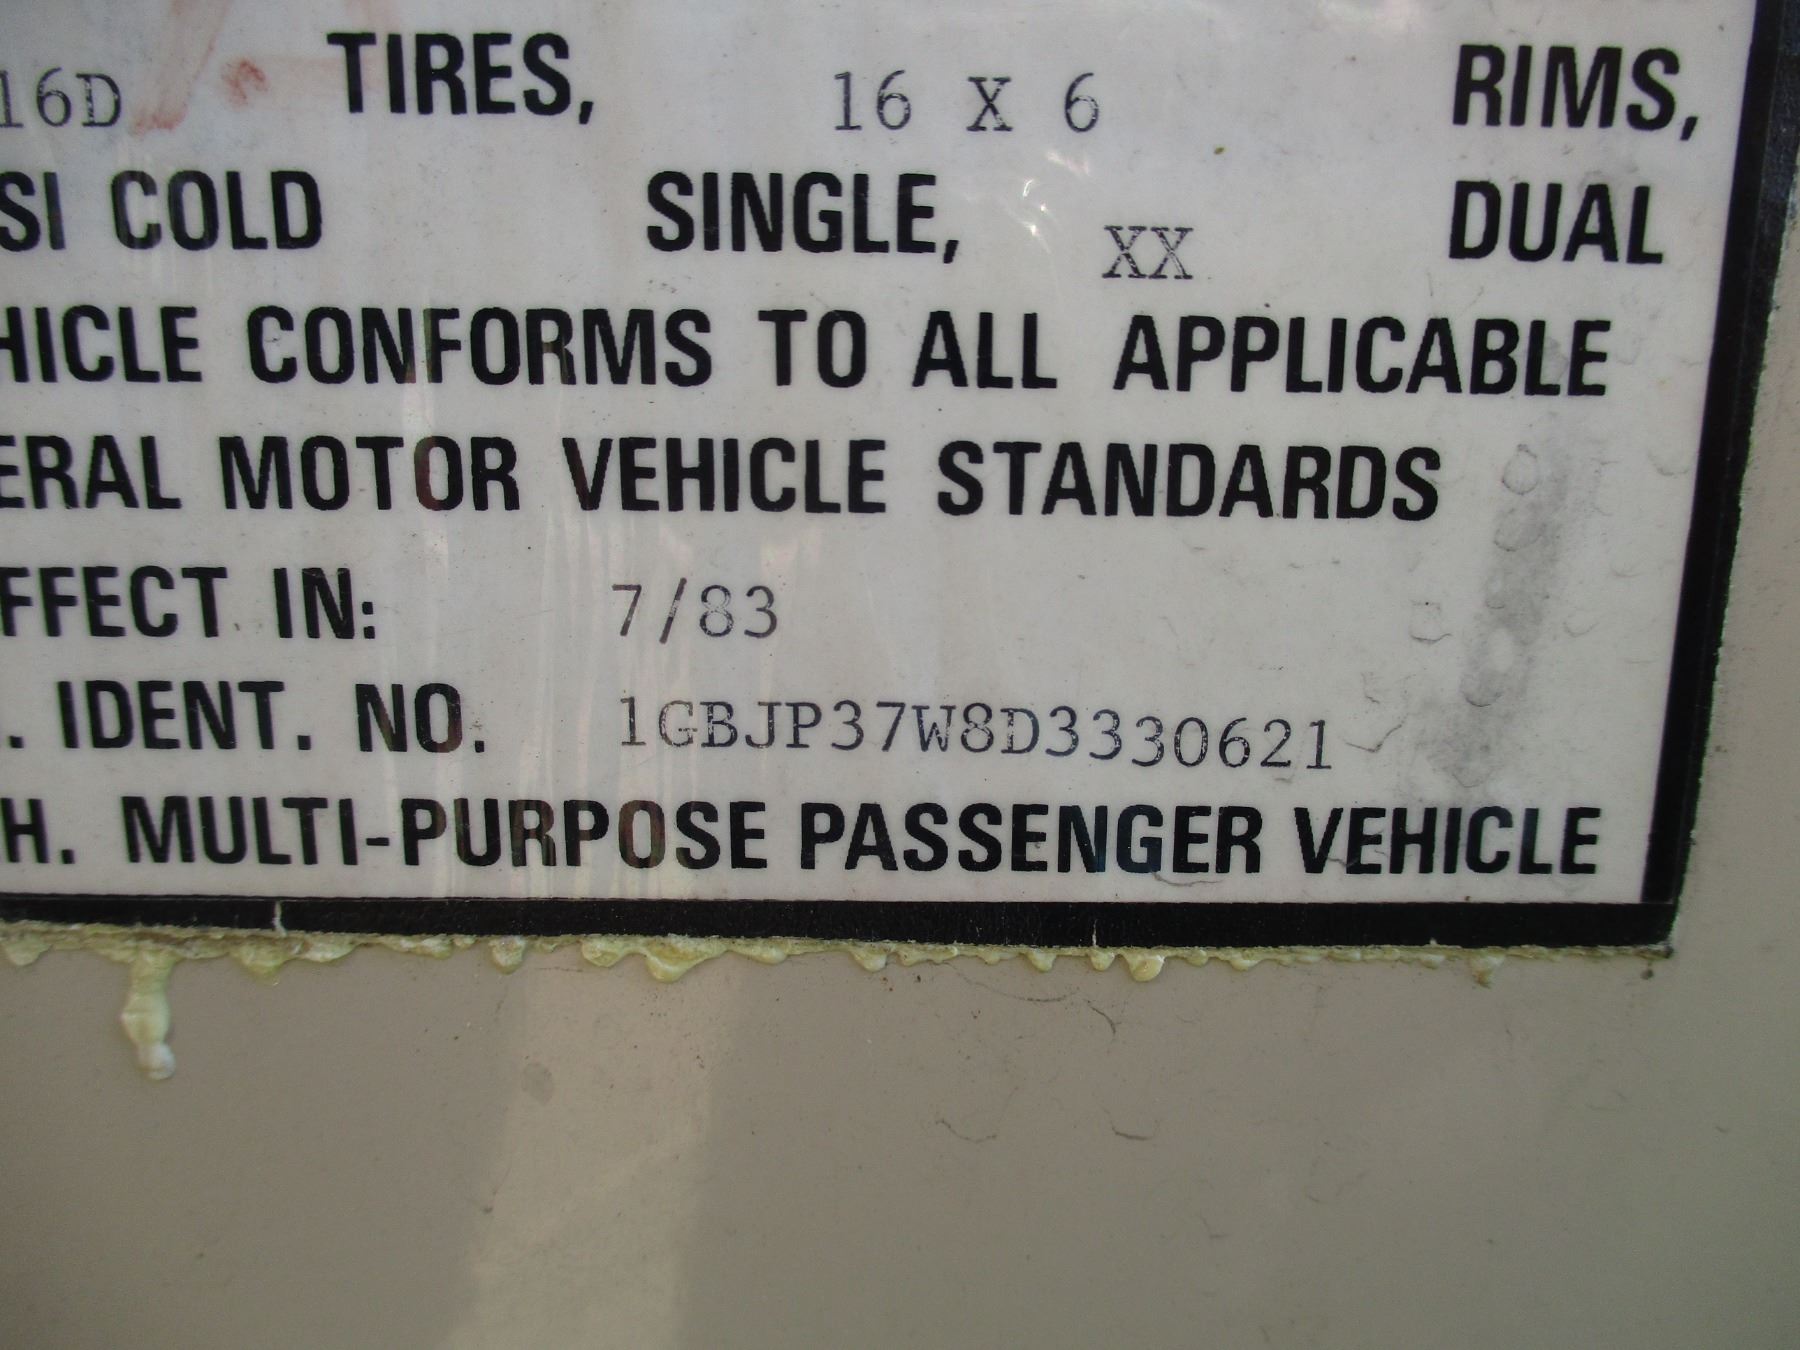 16D TIRES, 16 X 6 RIMS,
SI COLD SINGLE, XX DUAL
HICLE CONFORMS TO ALL APPLICABLE
ERAL MOTOR VEHICLE STANDARDS
FFECT IN: 7/83
. IDENT. NO. 1GBJP37W8D3330621
H. MULTI-PURPOSE PASSENGER VEHICLE